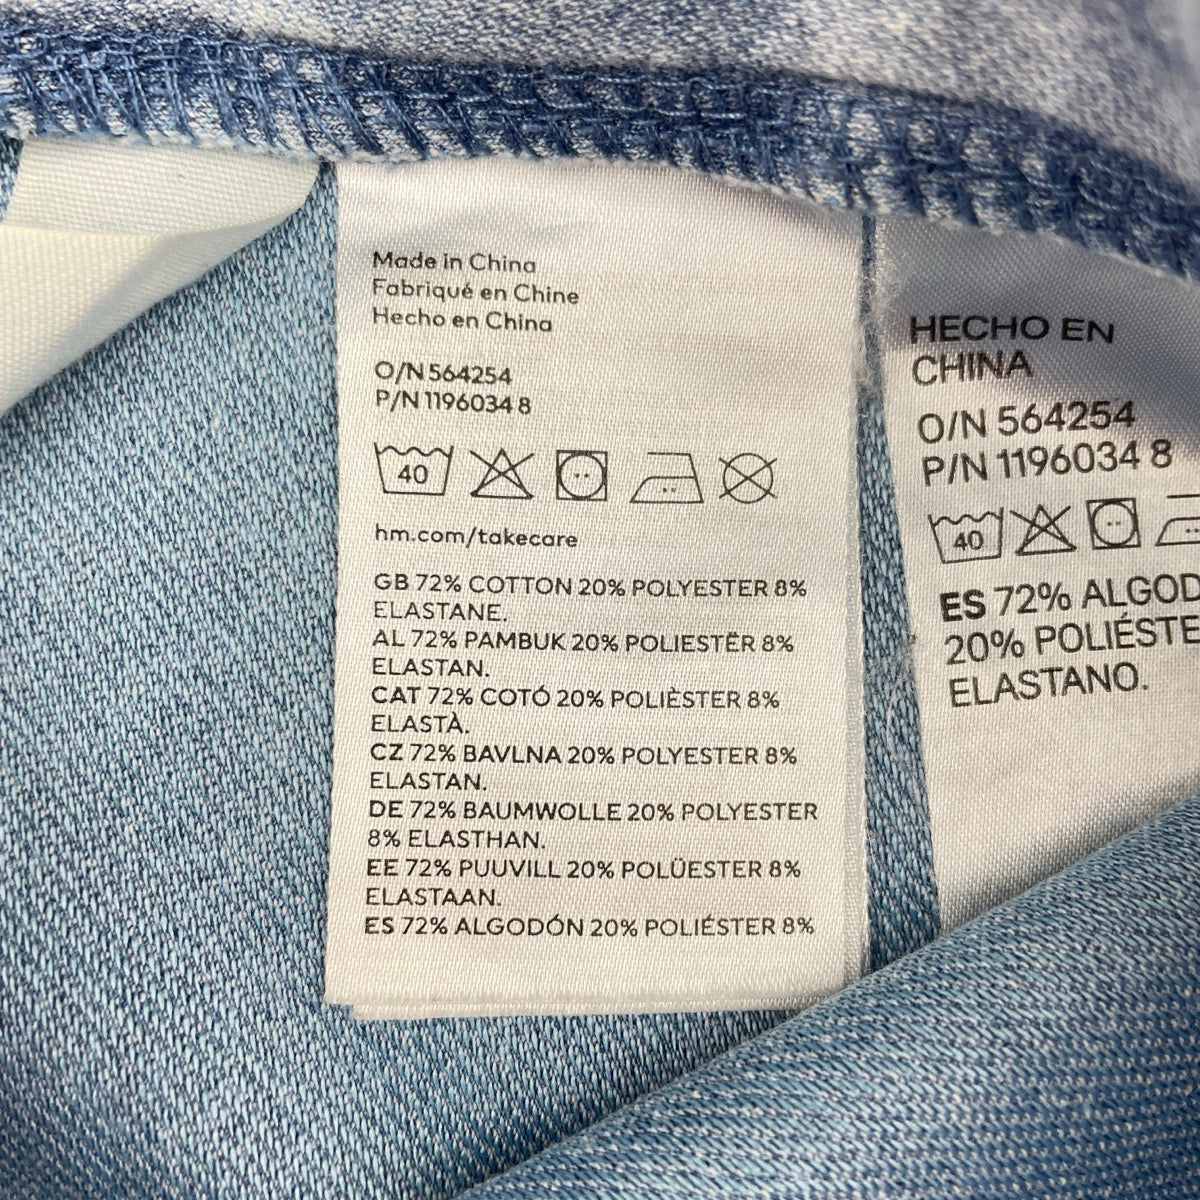 Made in China
Fabriqué en Chine
Hecho en China
O/N 564254
P/N 1196034 8
40
hm.com/takecare
GB 72% COTTON 20% POLYESTER 8%
ELASTANE.
AL 72% PAMBUK 20% POLIESTËR 8%
ELASTAN.
CAT 72% COTÓ 20% POLIÈSTER 8%
ELASTÀ.
CZ 72% BAVLNA 20% POLYESTER 8%
ELASTAN.
DE 72% BAUMWOLLE 20% POLYESTER
8% ELASTHAN.
EE 72% PUUVILL 20% POLÜESTER 8%
ELASTAAN.
ES 72% ALGODÓN 20% POLIÉSTER 8%
HECHO EN
CHINA
O/N 564254
P/N 1196034 8
40
ES 72% ALGOD
20% POLIÉSTE
ELASTANO.